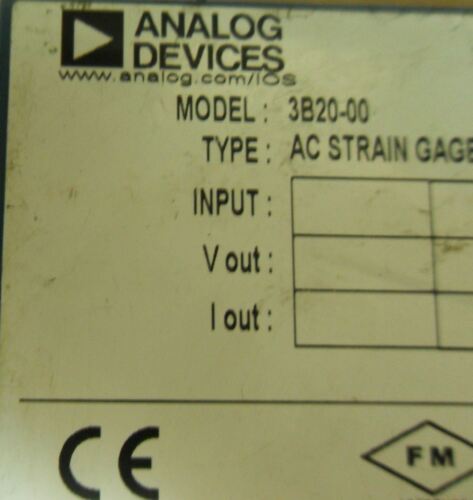 ANALOG
DEVICES
www.analog.com/IOS
MODEL : 3B20-00
TYPE : AC STRAIN GAGE
INPUT :
V out :
I out :
CE
FM